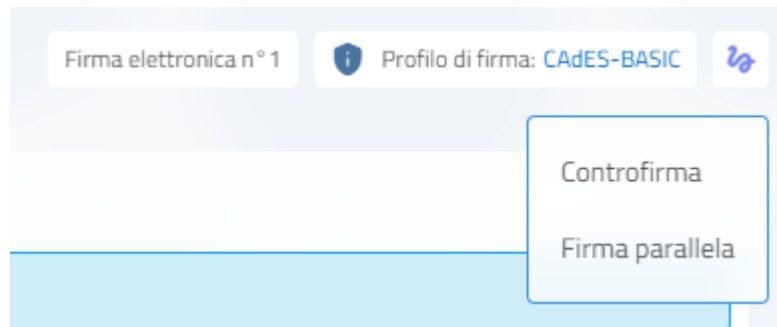 Firma elettronica n°1
Profilo di firma: CAdES-BASIC
Controfirma
Firma parallela